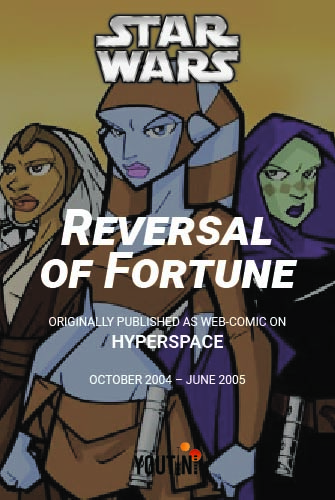 STAR
WARS
REVERSAL
OF FORTUNE
ORIGINALLY PUBLISHED AS WEB-COMIC ON
HYPERSPACE
OCTOBER 2004 – JUNE 2005
YOUTINI